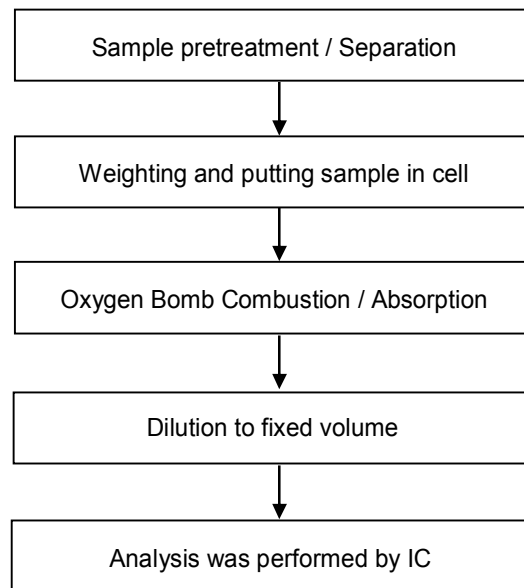 Sample pretreatment / Separation
Weighting and putting sample in cell
Oxygen Bomb Combustion / Absorption
Dilution to fixed volume
Analysis was performed by IC